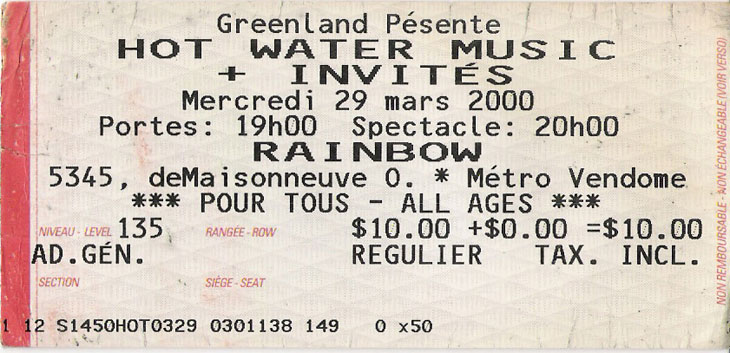 Greenland Pésente
HOT WATER MUSIC
+ INVITÉS
Mercredi 29 mars 2000
Portes: 19h00 Spectacle: 20h00
RAINBOW
5345, deMaisonneuve O. * Métro Vendome
*** POUR TOUS - ALL AGES ***
NIVEAU - LEVEL 135 RANGÉE - ROW $10.00 +$0.00 =$10.00
AD.GÉN. REGULIER TAX. INCL.
SECTION SIÈGE - SEAT
1 12 S1450HOT0329 0301138 149 0 x50
NON REMBOURSABLE - NON ÉCHANGEABLE (VOIR VERSO)